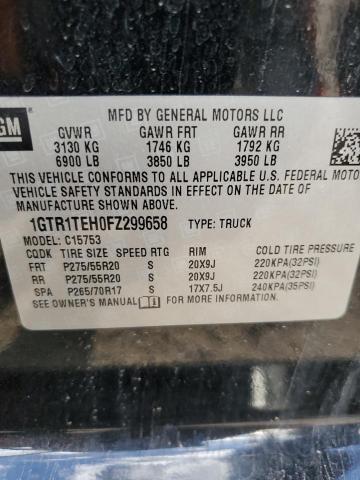 GM
MFD BY GENERAL MOTORS LLC
GVWR GAWR FRT GAWR RR
3130 KG 1746 KG 1792 KG
6900 LB 3850 LB 3950 LB
THIS VEHICLE CONFORMS TO ALL APPLICABLE U.S. FEDERAL MOTOR
VEHICLE SAFETY STANDARDS IN EFFECT ON THE DATE OF
MANUFACTURE SHOWN ABOVE.
1GTR1TEH0FZ299658 TYPE: TRUCK
MODEL: C15753
CQDK TIRE SIZE SPEED RTG RIM COLD TIRE PRESSURE
FRT P275/55R20 S 20X9J 220KPA(32PSI)
RR P275/55R20 S 20X9J 220KPA(32PSI)
SPA P265/70R17 S 17X7.5J 240KPA(35PSI)
SEE OWNER'S MANUAL FOR MORE INFORMATION.